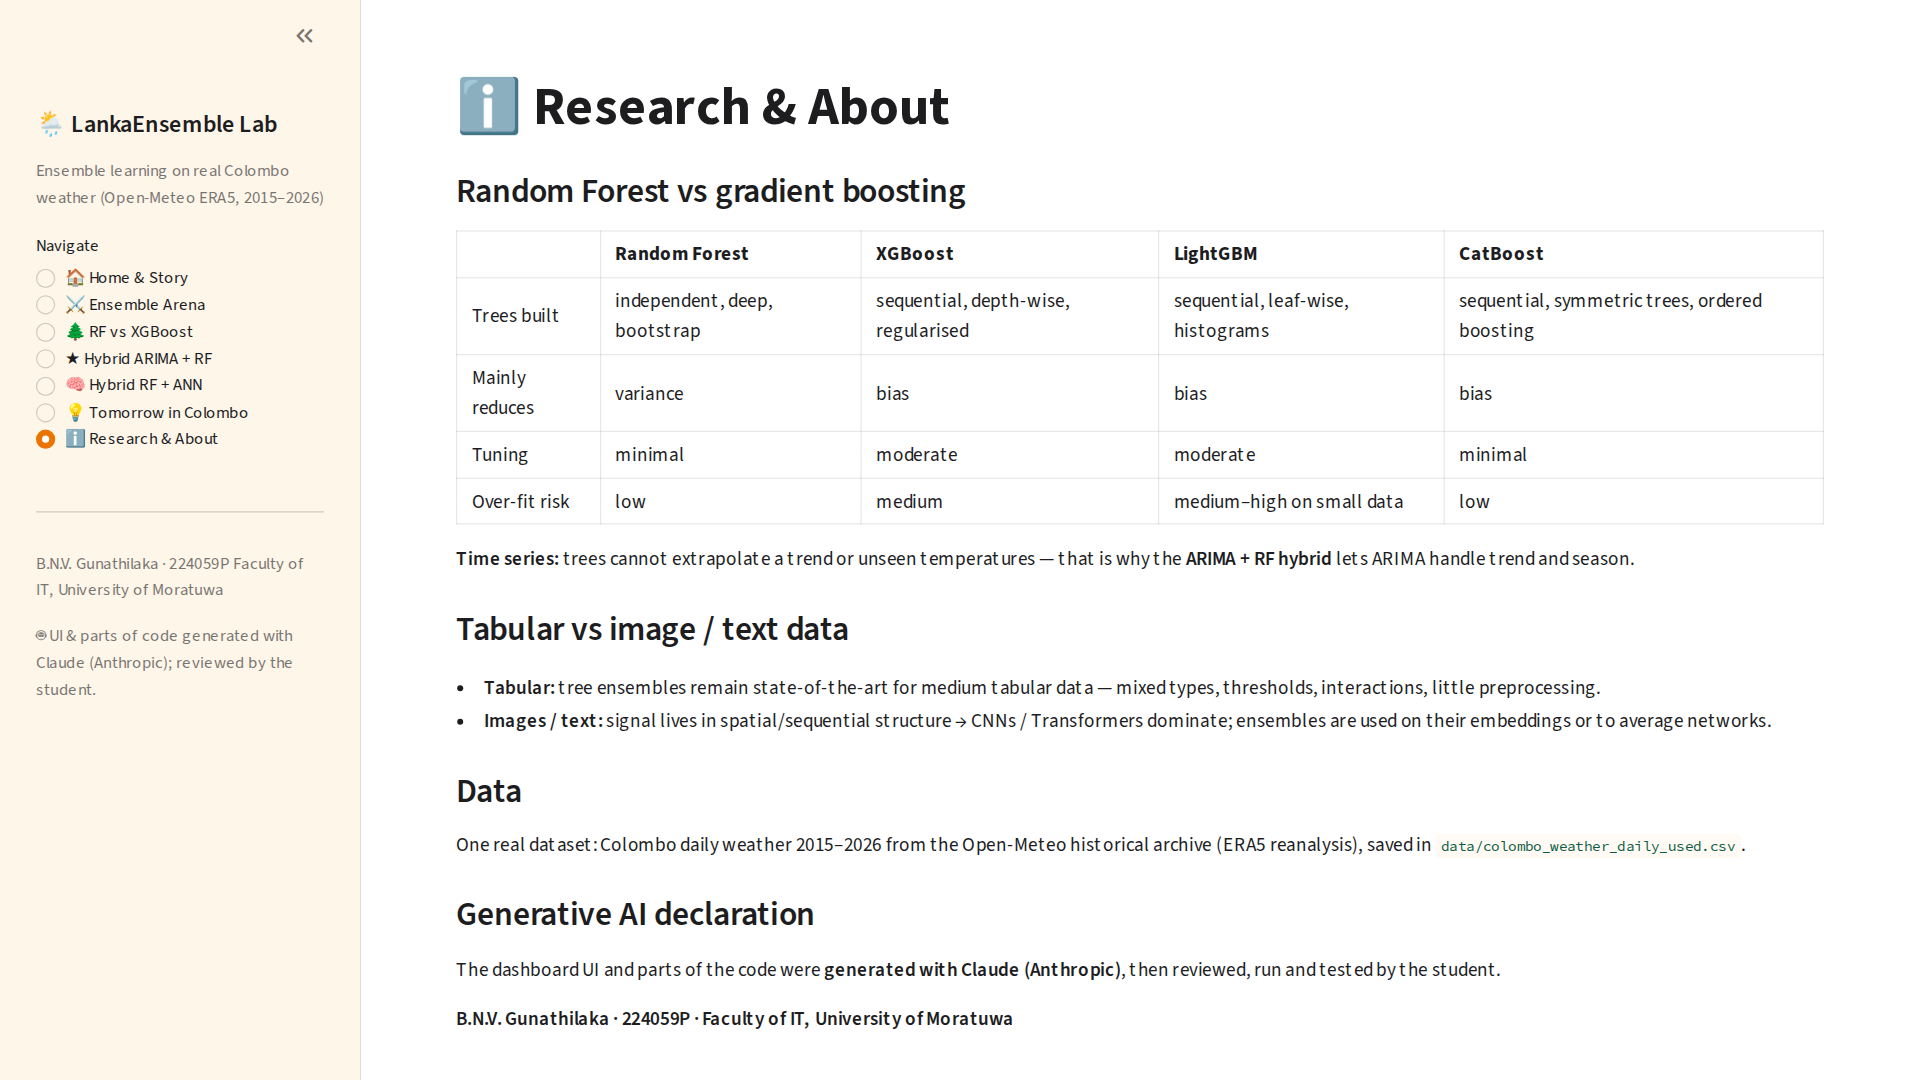 LankaEnsemble Lab
Ensemble learning on real Colombo
weather (Open-Meteo ERA5, 2015–2026)
Navigate
Home & Story
Ensemble Arena
RF vs XGBoost
★ Hybrid ARIMA + RF
Hybrid RF + ANN
Tomorrow in Colombo
ℹ️ Research & About
B.N.V. Gunathilaka · 224059P Faculty of
IT, University of Moratuwa
UI & parts of code generated with
Claude (Anthropic); reviewed by the
student.
ℹ️ Research & About
Random Forest vs gradient boosting
Random Forest XGBoost LightGBM CatBoost
Trees built
independent, deep,
bootstrap
sequential, depth-wise,
regularised
sequential, leaf-wise,
histograms
sequential, symmetric trees, ordered
boosting
Mainly
reduces
variance bias bias bias
Tuning minimal moderate moderate minimal
Over-fit risk low medium medium–high on small data low
Time series: trees cannot extrapolate a trend or unseen temperatures — that is why the ARIMA + RF hybrid lets ARIMA handle trend and season.
Tabular vs image / text data
• Tabular: tree ensembles remain state-of-the-art for medium tabular data — mixed types, thresholds, interactions, little preprocessing.
• Images / text: signal lives in spatial/sequential structure → CNNs / Transformers dominate; ensembles are used on their embeddings or to average networks.
Data
One real dataset: Colombo daily weather 2015–2026 from the Open-Meteo historical archive (ERA5 reanalysis), saved in data/colombo_weather_daily_used.csv .
Generative AI declaration
The dashboard UI and parts of the code were generated with Claude (Anthropic), then reviewed, run and tested by the student.
B.N.V. Gunathilaka · 224059P · Faculty of IT, University of Moratuwa